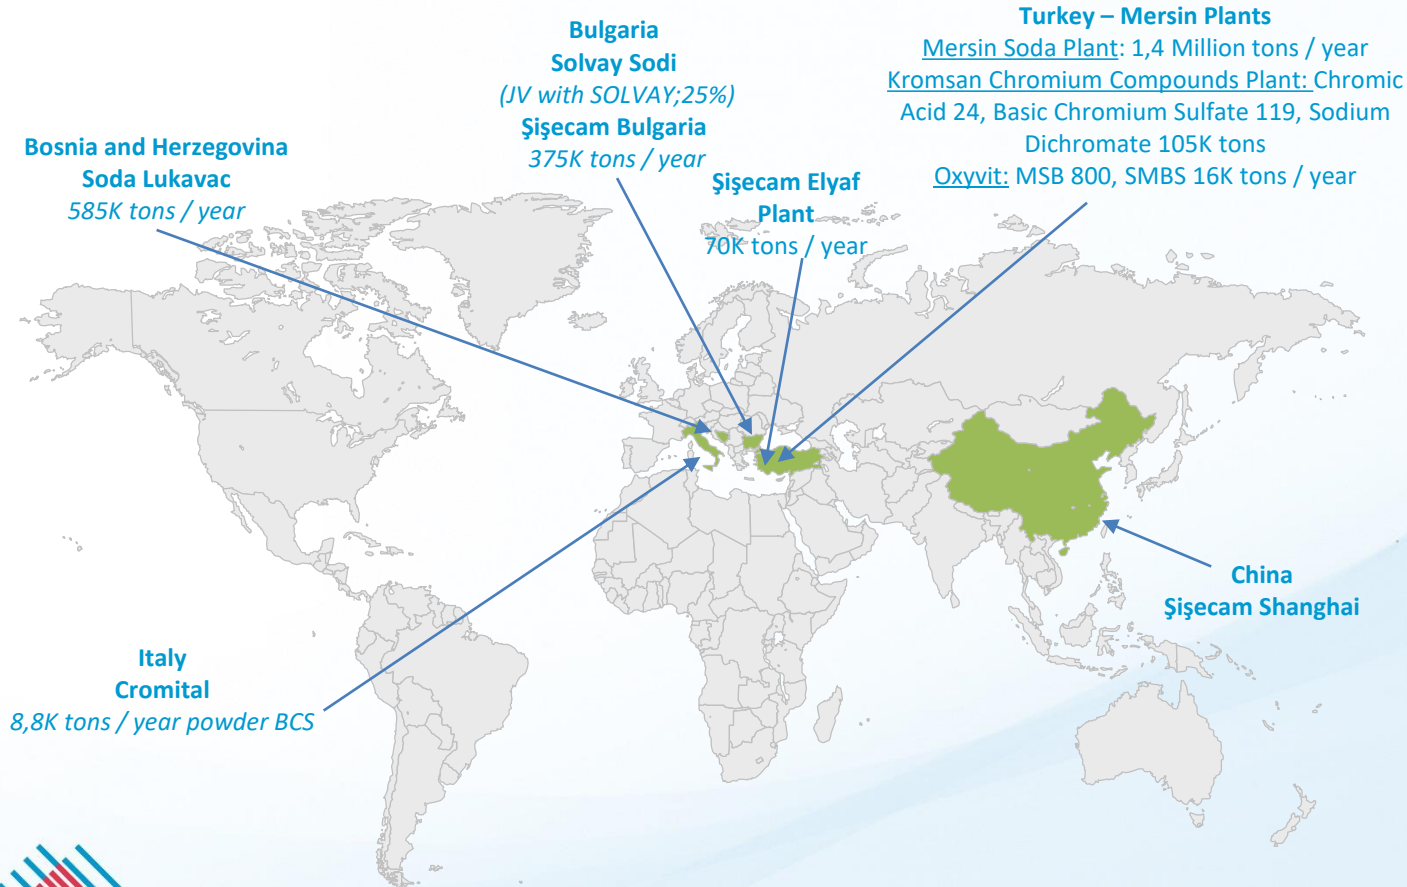 Bulgaria
Solvay Sodi
(JV with SOLVAY;25%)
Şişecam Bulgaria
375K tons / year
Turkey – Mersin Plants
Mersin Soda Plant: 1,4 Million tons / year
Kromsan Chromium Compounds Plant: Chromic
Acid 24, Basic Chromium Sulfate 119, Sodium
Dichromate 105K tons
Oxyvit: MSB 800, SMBS 16K tons / year
Bosnia and Herzegovina
Soda Lukavac
585K tons / year
Şişecam Elyaf
Plant
70K tons / year
China
Şişecam Shanghai
Italy
Cromital
8,8K tons / year powder BCS